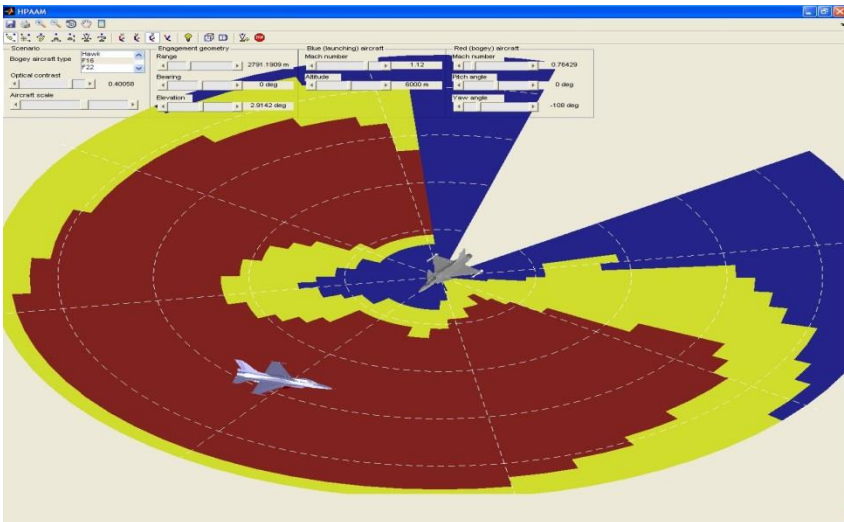 HPAAM
Scenario
Bogey aircraft type
Hawk
F16
F22
Optical contrast
0.40058
Aircraft scale
Engagement geometry
Range
2791.1909 m
Bearing
0 deg
Elevation
2.9142 deg
Blue (launching) aircraft
Mach number
1.12
Altitude
6000 m
Red (bogey) aircraft
Mach number
0.76429
Pitch angle
0 deg
Yaw angle
-108 deg